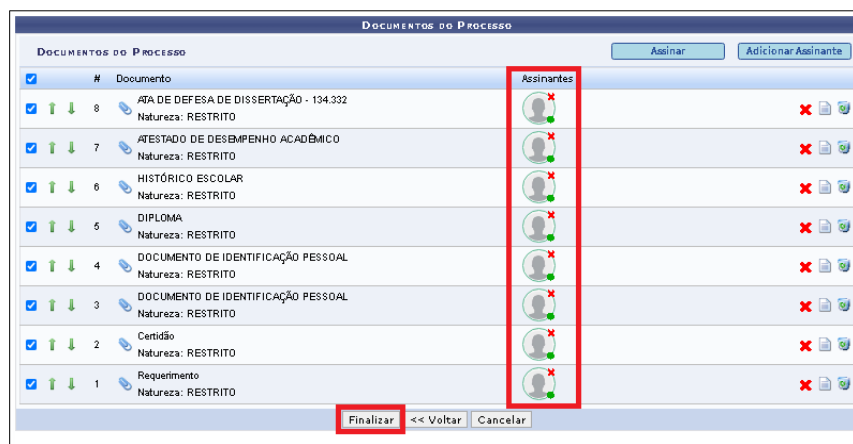 DOCUMENTOS DO PROCESSO
DOCUMENTOS DO PROCESSO Assinar Adicionar Assinante
# Documento Assinantes
8 ATA DE DEFESA DE DISSERTAÇÃO - 134.332
Natureza: RESTRITO
7 ATESTADO DE DESEMPENHO ACADÊMICO
Natureza: RESTRITO
6 HISTÓRICO ESCOLAR
Natureza: RESTRITO
5 DIPLOMA
Natureza: RESTRITO
4 DOCUMENTO DE IDENTIFICAÇÃO PESSOAL
Natureza: RESTRITO
3 DOCUMENTO DE IDENTIFICAÇÃO PESSOAL
Natureza: RESTRITO
2 Certidão
Natureza: RESTRITO
1 Requerimento
Natureza: RESTRITO
Finalizar << Voltar Cancelar